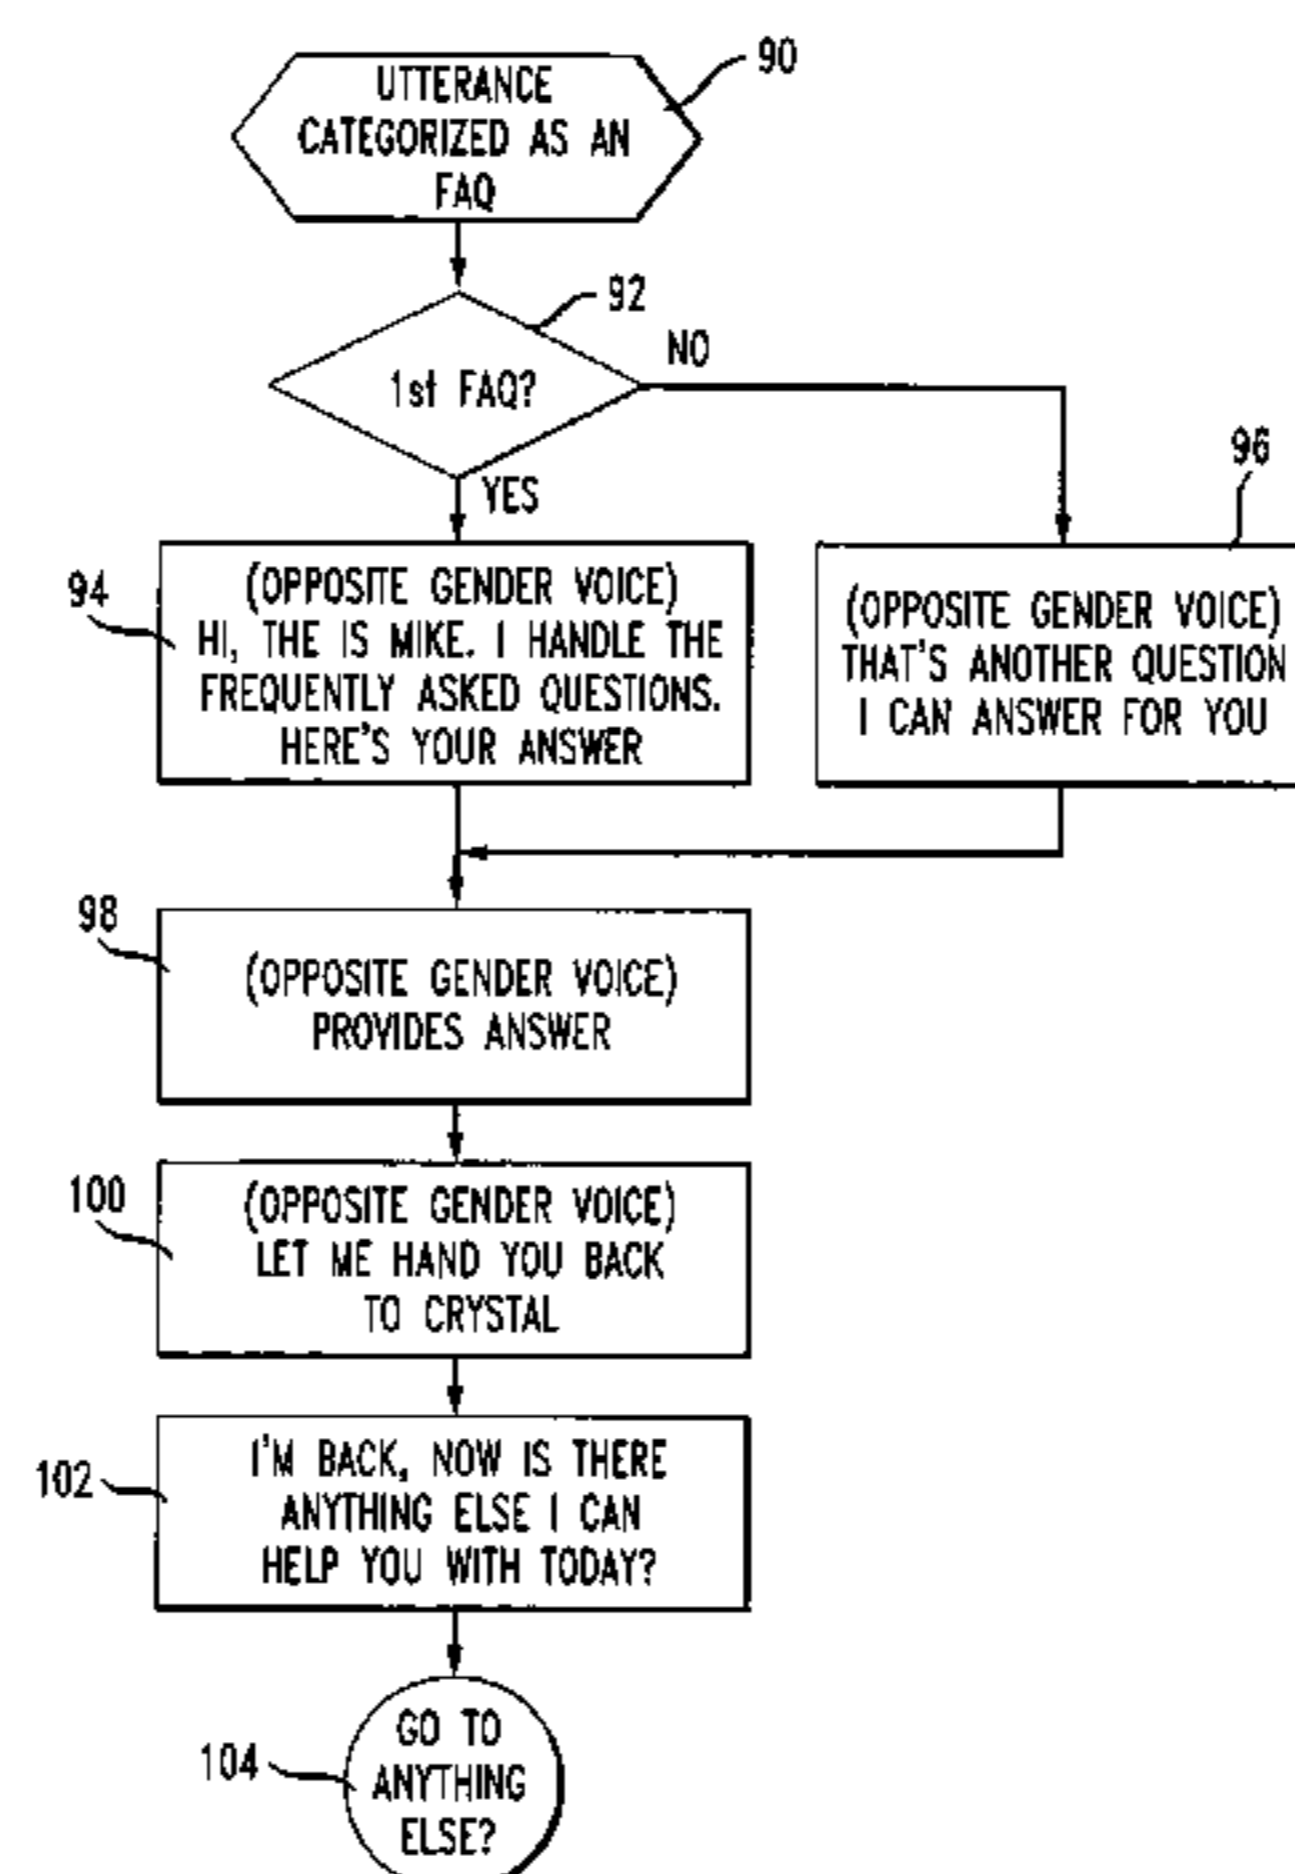 90
UTTERANCE
CATEGORIZED AS AN
FAQ
92
1st FAQ?
NO
YES
94
(OPPOSITE GENDER VOICE)
HI, THE IS MIKE. I HANDLE THE
FREQUENTLY ASKED QUESTIONS.
HERE'S YOUR ANSWER
96
(OPPOSITE GENDER VOICE)
THAT'S ANOTHER QUESTION
I CAN ANSWER FOR YOU
98
(OPPOSITE GENDER VOICE)
PROVIDES ANSWER
100
(OPPOSITE GENDER VOICE)
LET ME HAND YOU BACK
TO CRYSTAL
102
I'M BACK, NOW IS THERE
ANYTHING ELSE I CAN
HELP YOU WITH TODAY?
104
GO TO
ANYTHING
ELSE?